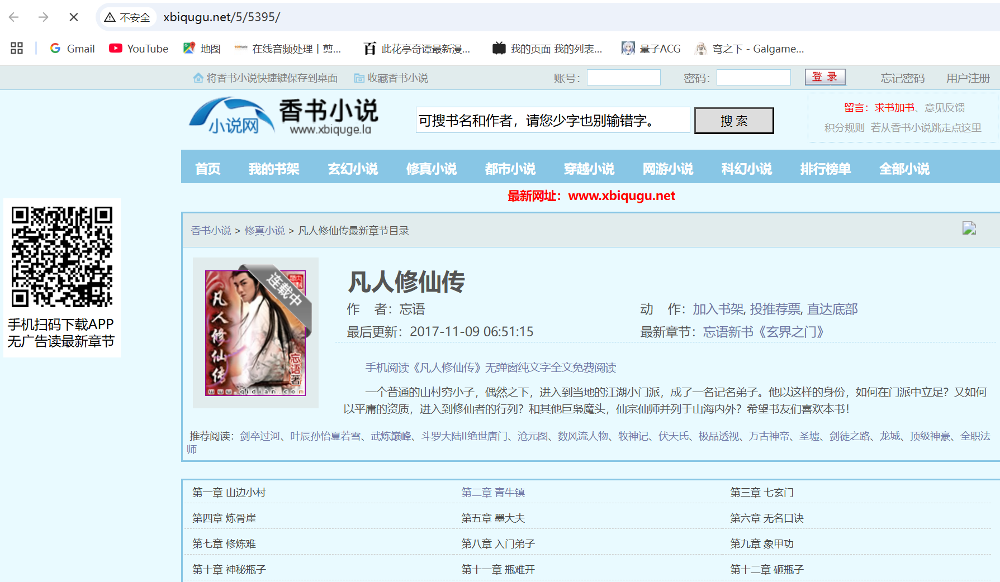 不安全 xbiqugu.net/5/5395/
Gmail YouTube 地图 在线音频处理 | 剪... 此花亭奇谭最新漫... 我的页面 我的列表... 量子ACG 穹之下 - Galgame...
将香书小说快捷键保存到桌面 收藏香书小说 账号： 密码： 登 录 忘记密码 用户注册
小说网 香书小说
www.xbiquge.la
可搜书名和作者，请您少字也别输错字。 搜 索
留言：求书加书、意见反馈
积分规则 若从香书小说跳走点这里
首页 我的书架 玄幻小说 修真小说 都市小说 穿越小说 网游小说 科幻小说 排行榜单 全部小说
最新网址：www.xbiqugu.net
手机扫码下载APP
无广告读最新章节
香书小说 > 修真小说 > 凡人修仙传最新章节目录
连载中
凡人修仙传
忘语著
www.qidian.com
凡人修仙传
作 者：忘语 动 作：加入书架, 投推荐票, 直达底部
最后更新：2017-11-09 06:51:15 最新章节：忘语新书《玄界之门》
手机阅读《凡人修仙传》无弹窗纯文字全文免费阅读
一个普通的山村穷小子，偶然之下，进入到当地的江湖小门派，成了一名记名弟子。他以这样的身份，如何在门派中立足？又如何
以平庸的资质，进入到修仙者的行列？和其他巨枭魔头，仙宗仙师并列于山海内外？希望书友们喜欢本书！
推荐阅读：剑卒过河、叶辰孙怡夏若雪、武炼巅峰、斗罗大陆II绝世唐门、沧元图、数风流人物、牧神记、伏天氏、极品透视、万古神帝、圣墟、剑徒之路、龙城、顶级神豪、全职法
师
第一章 山边小村 第二章 青牛镇 第三章 七玄门
第四章 炼骨崖 第五章 墨大夫 第六章 无名口诀
第七章 修炼难 第八章 入门弟子 第九章 象甲功
第十章 神秘瓶子 第十一章 瓶难开 第十二章 砸瓶子